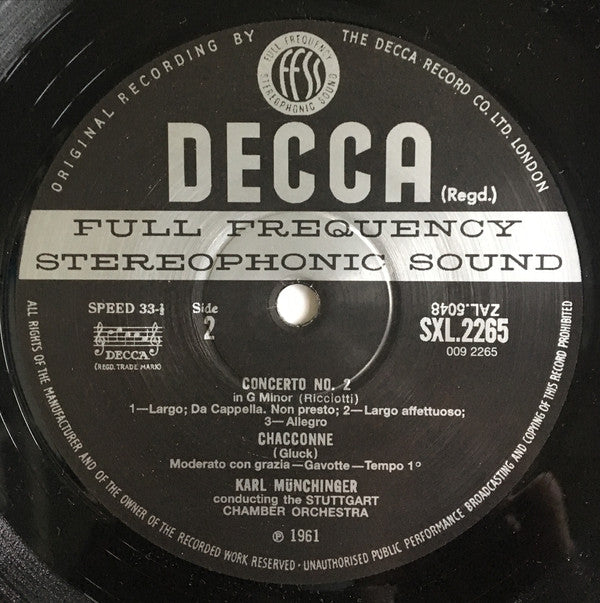 ORIGINAL RECORDING BY
THE DECCA RECORD CO. LTD. LONDON
FULL FREQUENCY
STEREOPHONIC SOUND
FFSS
DECCA (Regd.)
FULL FREQUENCY
STEREOPHONIC SOUND
SPEED 33-⅓
Side
2
DECCA
(REGD. TRADE MARK)
ZAL.5048
SXL.2265
009 2265
CONCERTO NO. 2
in G Minor (Ricciotti)
1—Largo; Da Cappella. Non presto; 2—Largo affettuoso;
3—Allegro
CHACCONNE
(Gluck)
Moderato con grazia—Gavotte—Tempo 1º
KARL MÜNCHINGER
conducting the STUTTGART
CHAMBER ORCHESTRA
℗ 1961
ALL RIGHTS OF THE MANUFACTURER AND OF THE OWNER OF THE RECORDED WORK RESERVED · UNAUTHORISED PUBLIC PERFORMANCE BROADCASTING AND COPYING OF THIS RECORD PROHIBITED